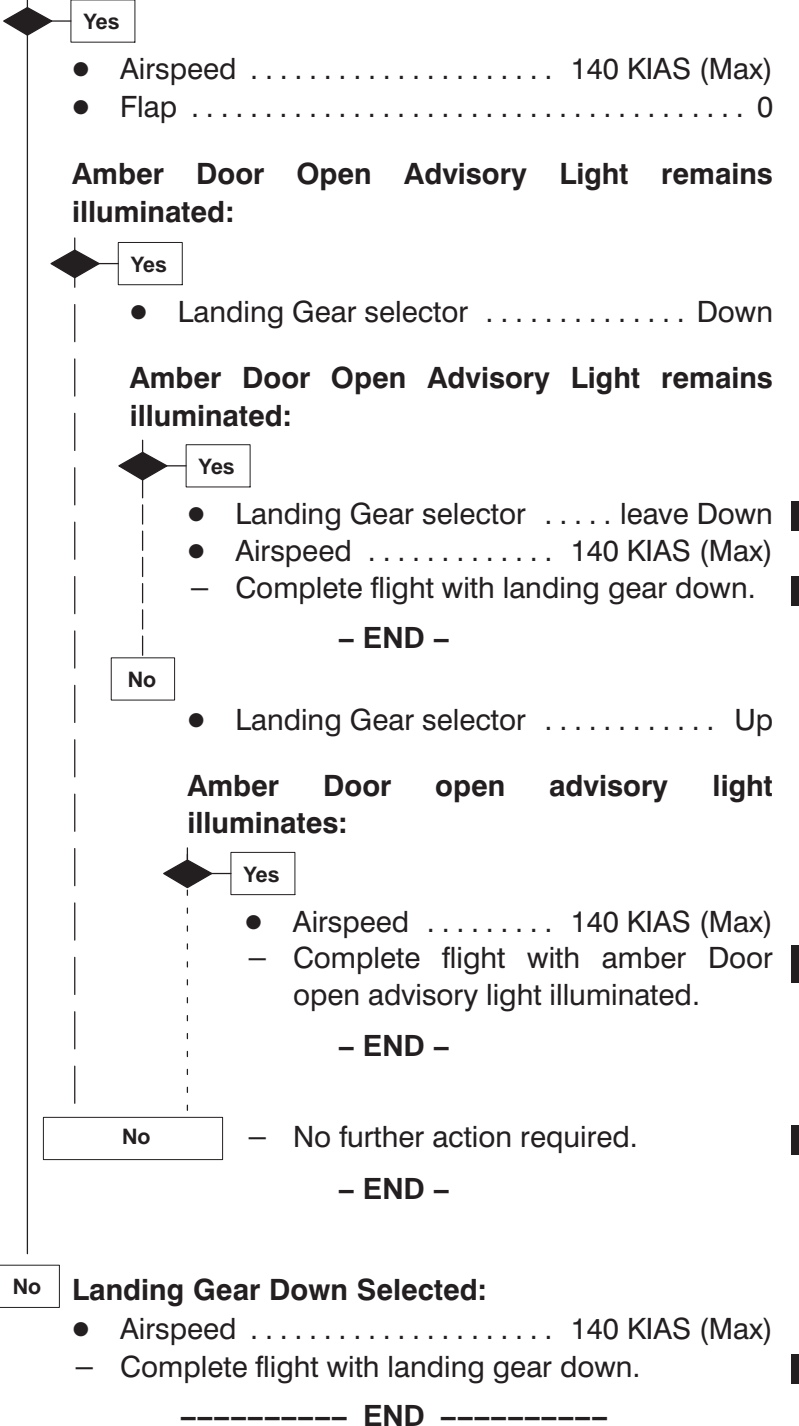 Yes
● Airspeed ..................... 140 KIAS (Max)
● Flap ...................................... 0
Amber Door Open Advisory Light remains
illuminated:
Yes
● Landing Gear selector .............. Down
Amber Door Open Advisory Light remains
illuminated:
Yes
● Landing Gear selector ..... leave Down
● Airspeed ............. 140 KIAS (Max)
– Complete flight with landing gear down.
– END –
No
● Landing Gear selector ............ Up
Amber Door open advisory light
illuminates:
Yes
● Airspeed ......... 140 KIAS (Max)
– Complete flight with amber Door
open advisory light illuminated.
– END –
No – No further action required.
– END –
No Landing Gear Down Selected:
● Airspeed ..................... 140 KIAS (Max)
– Complete flight with landing gear down.
–––––––––– END ––––––––––